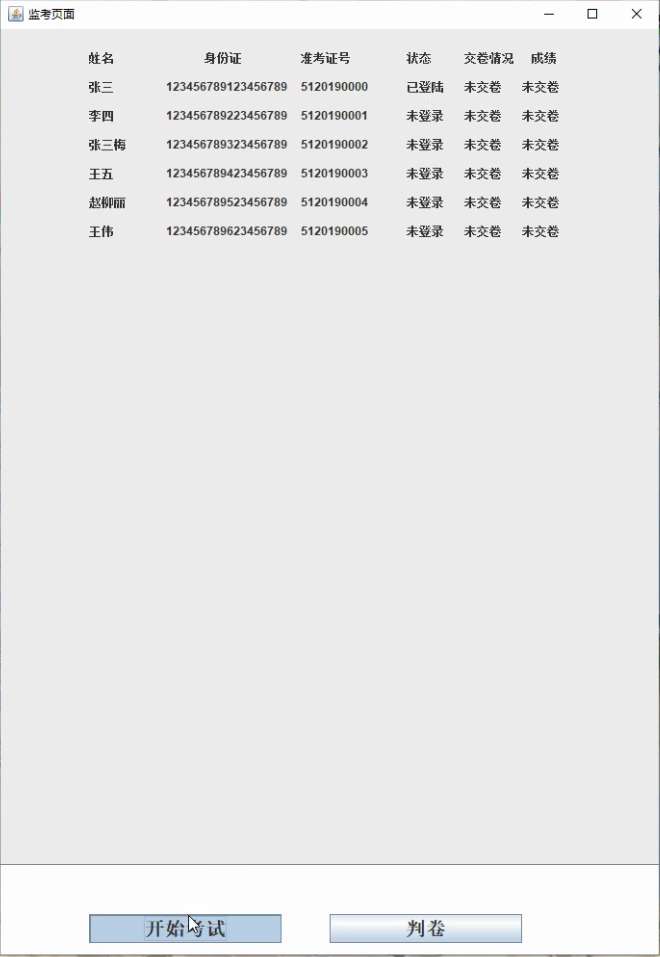 监考页面
姓名 身份证 准考证号 状态 交卷情况 成绩
张三 123456789123456789 5120190000 已登陆 未交卷 未交卷
李四 123456789223456789 5120190001 未登录 未交卷 未交卷
张三梅 123456789323456789 5120190002 未登录 未交卷 未交卷
王五 123456789423456789 5120190003 未登录 未交卷 未交卷
赵柳丽 123456789523456789 5120190004 未登录 未交卷 未交卷
王伟 123456789623456789 5120190005 未登录 未交卷 未交卷
开始考试 判卷